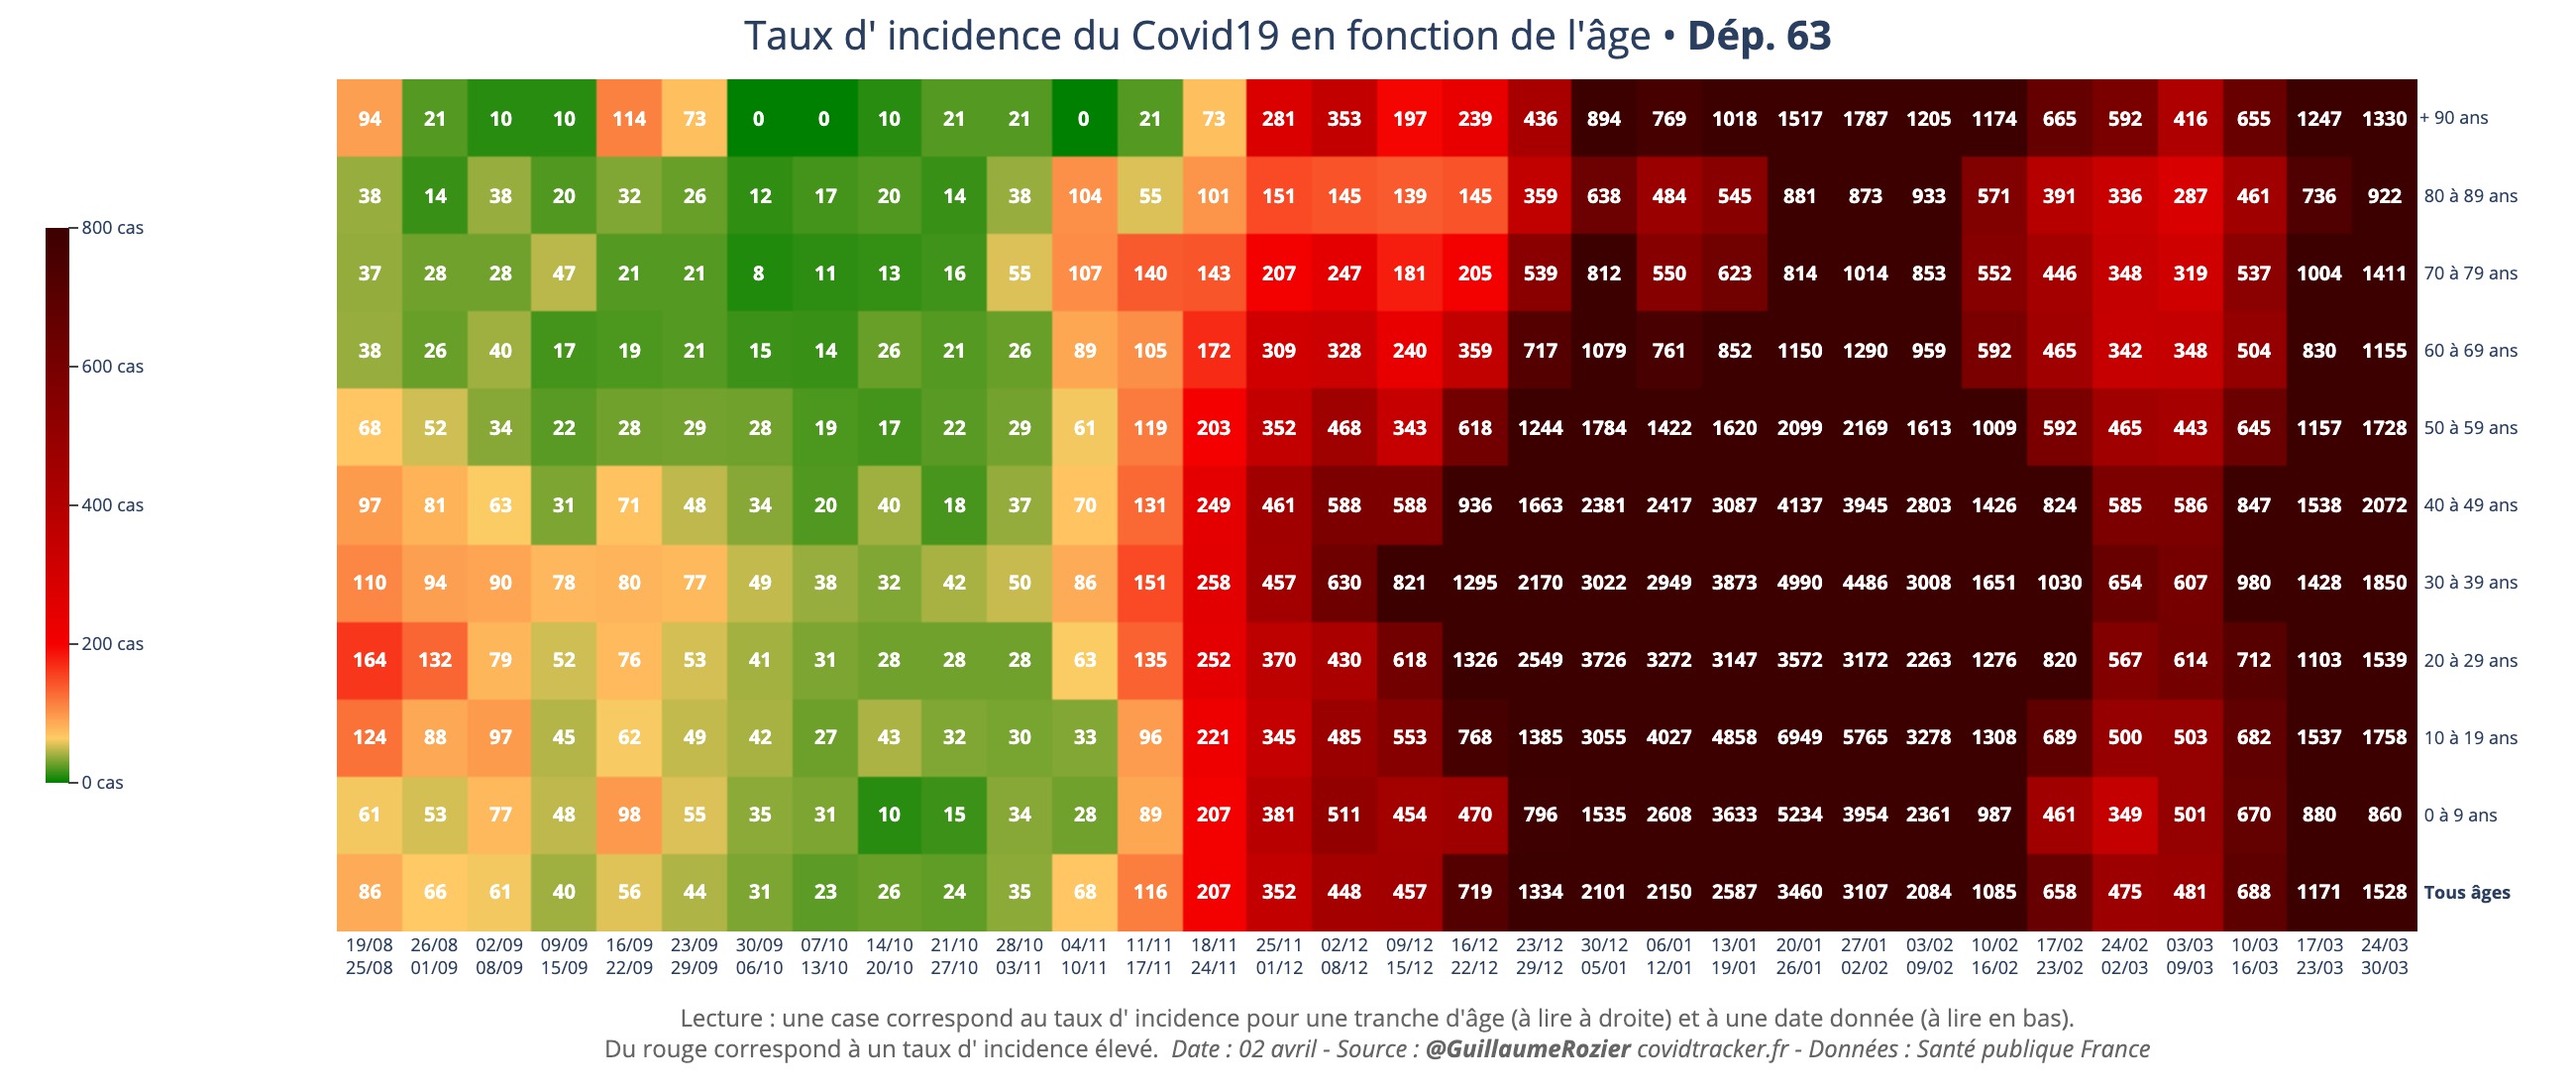 Taux d' incidence du Covid19 en fonction de l'âge • Dép. 63
800 cas
600 cas
400 cas
200 cas
0 cas
94 21 10 10 114 73 0 0 10 21 21 0 21 73 281 353 197 239 436 894 769 1018 1517 1787 1205 1174 665 592 416 655 1247 1330 + 90 ans
38 14 38 20 32 26 12 17 20 14 38 104 55 101 151 145 139 145 359 638 484 545 881 873 933 571 391 336 287 461 736 922 80 à 89 ans
37 28 28 47 21 21 8 11 13 16 55 107 140 143 207 247 181 205 539 812 550 623 814 1014 853 552 446 348 319 537 1004 1411 70 à 79 ans
38 26 40 17 19 21 15 14 26 21 26 89 105 172 309 328 240 359 717 1079 761 852 1150 1290 959 592 465 342 348 504 830 1155 60 à 69 ans
68 52 34 22 28 29 28 19 17 22 29 61 119 203 352 468 343 618 1244 1784 1422 1620 2099 2169 1613 1009 592 465 443 645 1157 1728 50 à 59 ans
97 81 63 31 71 48 34 20 40 18 37 70 131 249 461 588 588 936 1663 2381 2417 3087 4137 3945 2803 1426 824 585 586 847 1538 2072 40 à 49 ans
110 94 90 78 80 77 49 38 32 42 50 86 151 258 457 630 821 1295 2170 3022 2949 3873 4990 4486 3008 1651 1030 654 607 980 1428 1850 30 à 39 ans
164 132 79 52 76 53 41 31 28 28 28 63 135 252 370 430 618 1326 2549 3726 3272 3147 3572 3172 2263 1276 820 567 614 712 1103 1539 20 à 29 ans
124 88 97 45 62 49 42 27 43 32 30 33 96 221 345 485 553 768 1385 3055 4027 4858 6949 5765 3278 1308 689 500 503 682 1537 1758 10 à 19 ans
61 53 77 48 98 55 35 31 10 15 34 28 89 207 381 511 454 470 796 1535 2608 3633 5234 3954 2361 987 461 349 501 670 880 860 0 à 9 ans
86 66 61 40 56 44 31 23 26 24 35 68 116 207 352 448 457 719 1334 2101 2150 2587 3460 3107 2084 1085 658 475 481 688 1171 1528 Tous âges
19/08 26/08 02/09 09/09 16/09 23/09 30/09 07/10 14/10 21/10 28/10 04/11 11/11 18/11 25/11 02/12 09/12 16/12 23/12 30/12 06/01 13/01 20/01 27/01 03/02 10/02 17/02 24/02 03/03 10/03 17/03 24/03
25/08 01/09 08/09 15/09 22/09 29/09 06/10 13/10 20/10 27/10 03/11 10/11 17/11 24/11 01/12 08/12 15/12 22/12 29/12 05/01 12/01 19/01 26/01 02/02 09/02 16/02 23/02 02/03 09/03 16/03 23/03 30/03
Lecture : une case correspond au taux d' incidence pour une tranche d'âge (à lire à droite) et à une date donnée (à lire en bas).
Du rouge correspond à un taux d' incidence élevé. Date : 02 avril - Source : @GuillaumeRozier covidtracker.fr - Données : Santé publique France